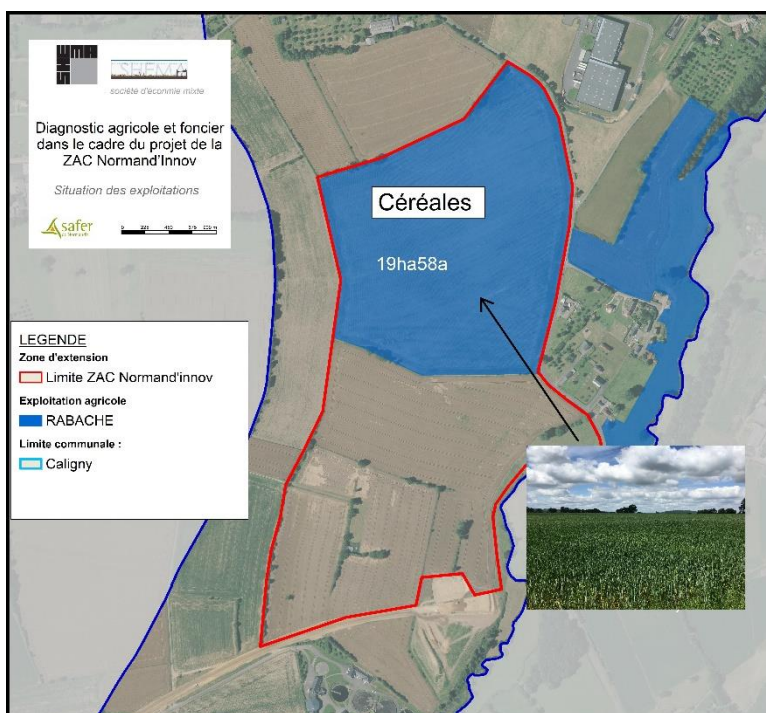 SHEMA
SHEMA
société d'économie mixte
Diagnostic agricole et foncier
dans le cadre du projet de la
ZAC Normand'Innov
Situation des exploitations
safer
Céréales
19ha58a
LEGENDE
Zone d'extension
Limite ZAC Normand'innov
Exploitation agricole
RABACHE
Limite communale :
Caligny